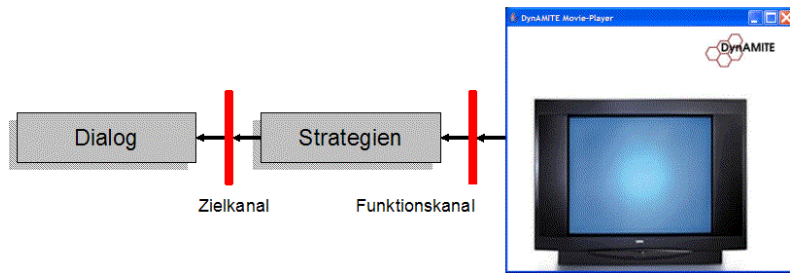 DynAMITE Movie-Player
DynAMITE
Dialog
Strategien
Zielkanal
Funktionskanal